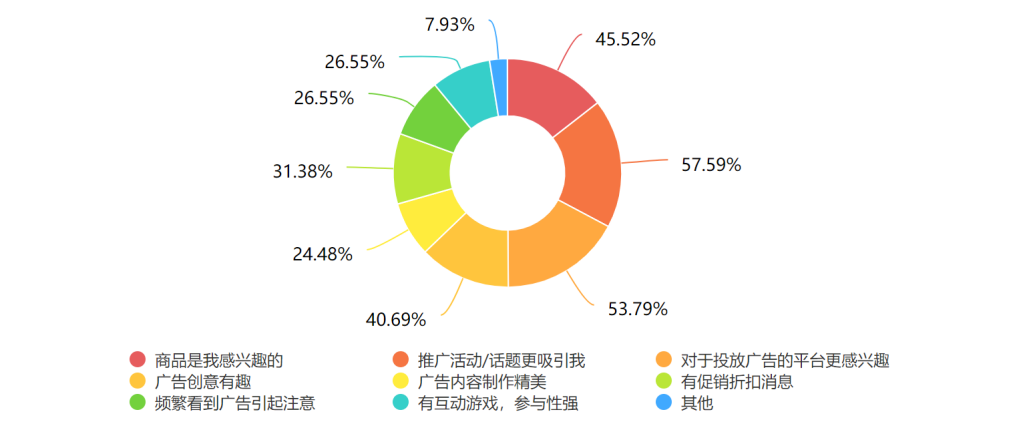 7.93%
45.52%
26.55%
26.55%
57.59%
31.38%
24.48%
53.79%
40.69%
商品是我感兴趣的
推广活动/话题更吸引我
对于投放广告的平台更感兴趣
广告创意有趣
广告内容制作精美
有促销折扣消息
频繁看到广告引起注意
有互动游戏，参与性强
其他